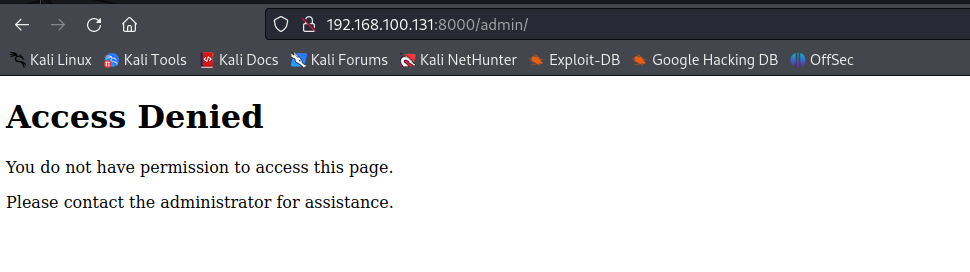 192.168.100.131:8000/admin/
Kali Linux Kali Tools Kali Docs Kali Forums Kali NetHunter Exploit-DB Google Hacking DB OffSec
Access Denied
You do not have permission to access this page.
Please contact the administrator for assistance.